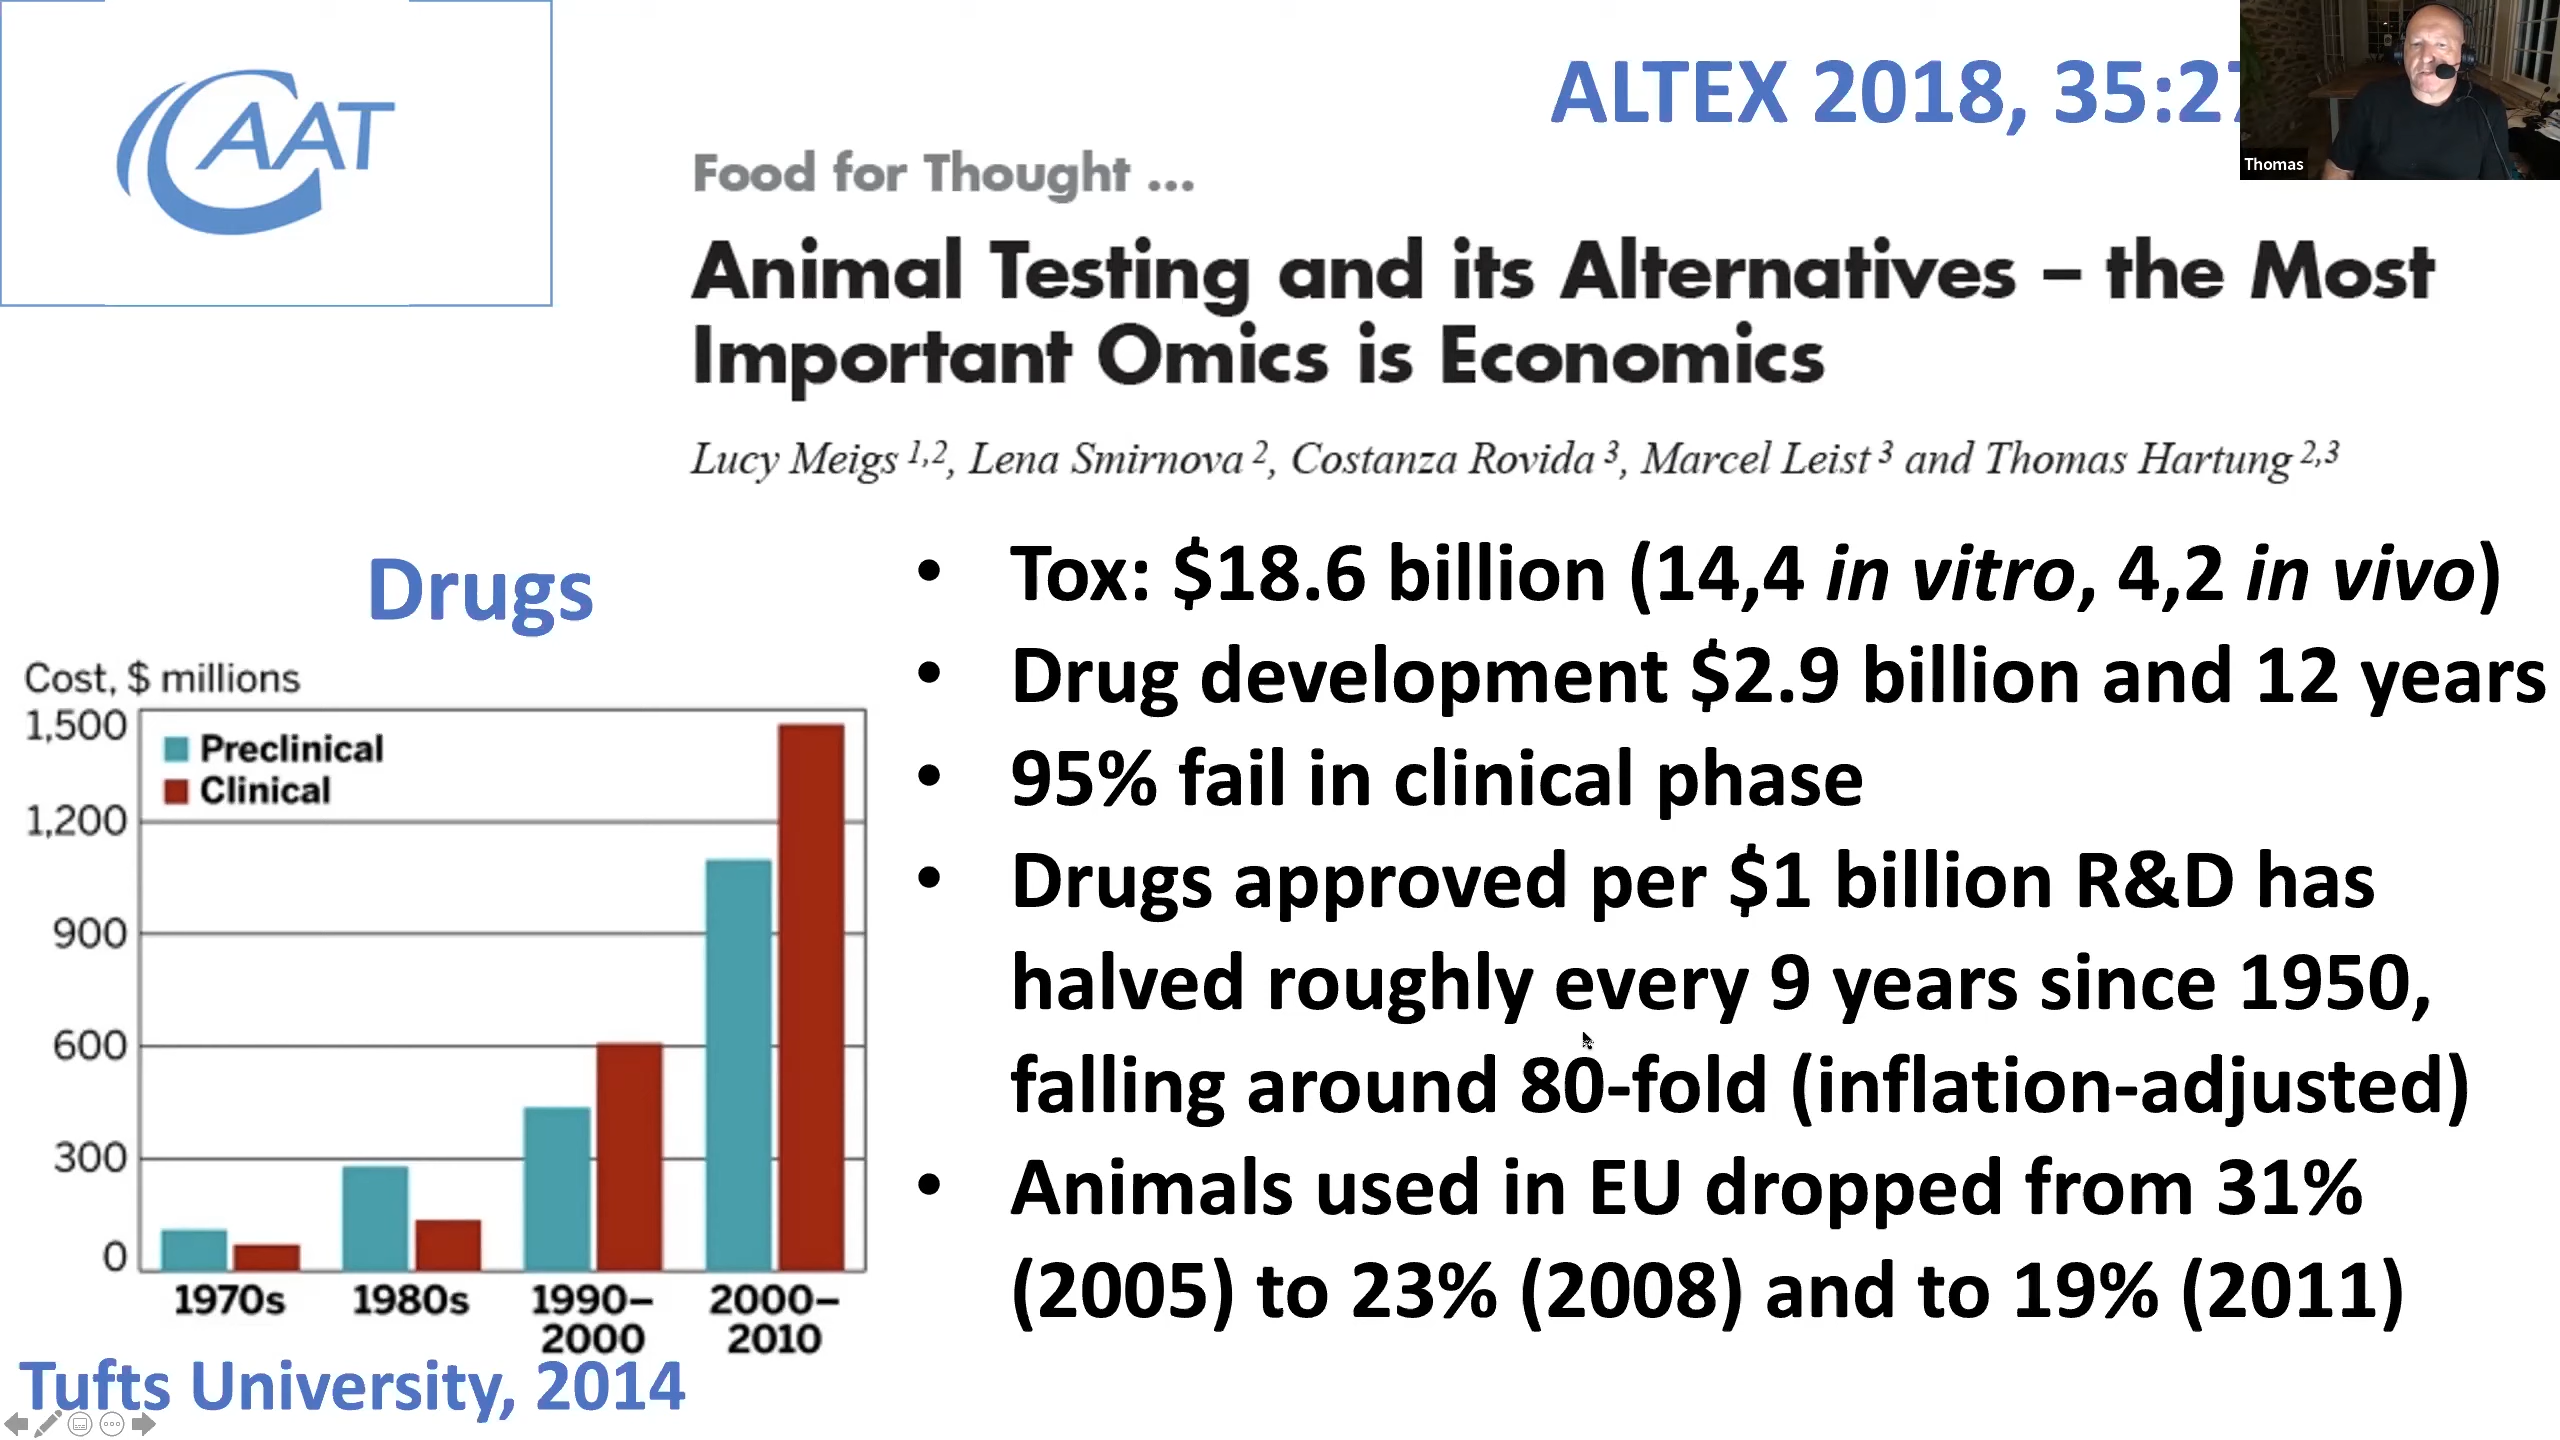 CAAT
ALTEX 2018, 35:27
Thomas
Food for Thought ...
Animal Testing and its Alternatives – the Most
Important Omics is Economics
Lucy Meigs 1,2, Lena Smirnova 2, Costanza Rovida 3, Marcel Leist 3 and Thomas Hartung 2,3
Drugs
Cost, $ millions
1,500
Preclinical
Clinical
1,200
900
600
300
0
1970s 1980s 1990– 2000–
2000 2010
Tufts University, 2014
• Tox: $18.6 billion (14,4 in vitro, 4,2 in vivo)
• Drug development $2.9 billion and 12 years
• 95% fail in clinical phase
• Drugs approved per $1 billion R&D has
halved roughly every 9 years since 1950,
falling around 80-fold (inflation-adjusted)
• Animals used in EU dropped from 31%
(2005) to 23% (2008) and to 19% (2011)